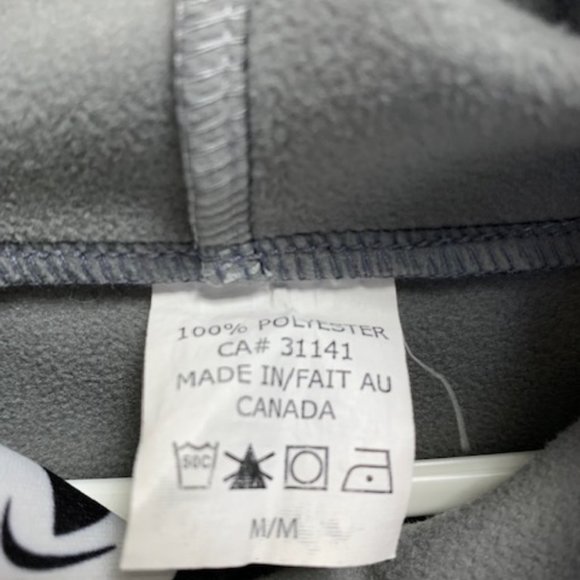 100% POLYESTER
CA# 31141
MADE IN/FAIT AU
CANADA
50C
M/M